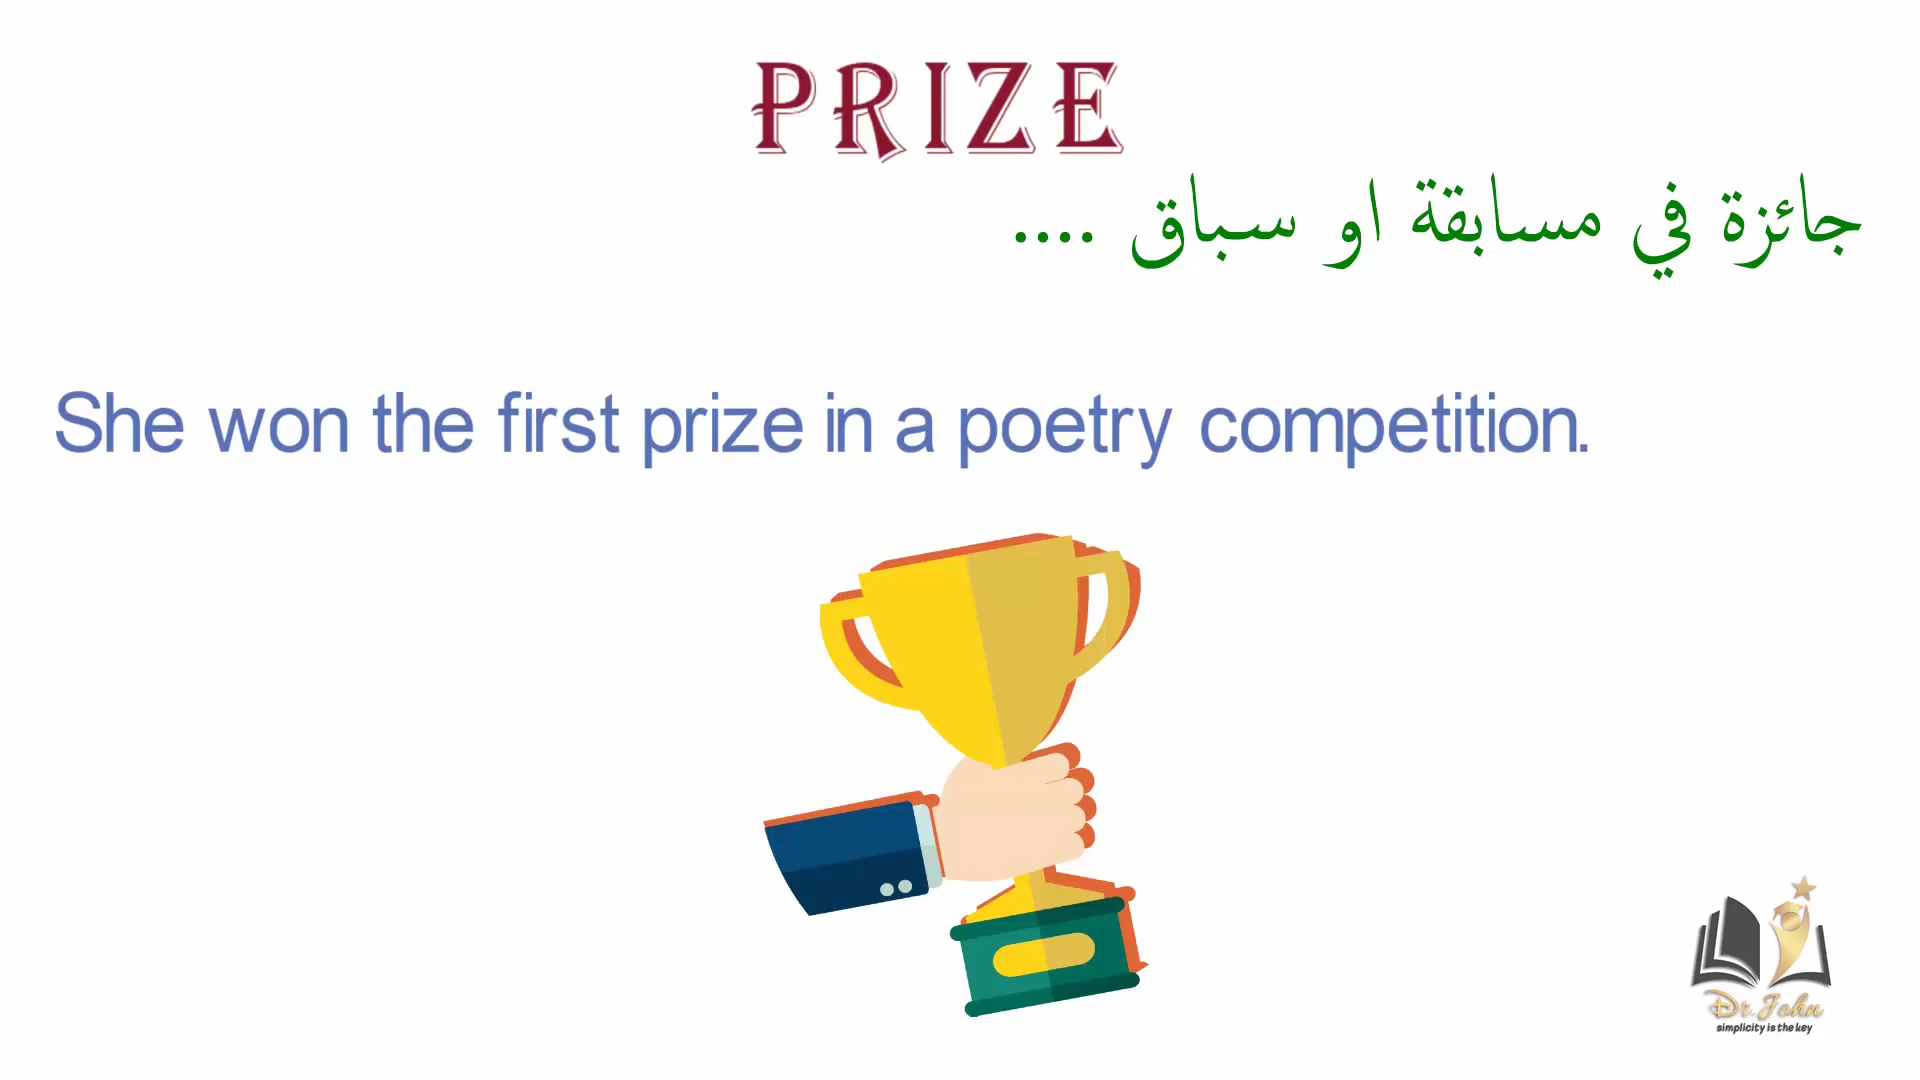 PRIZE
جائزة في مسابقة او سباق ....
She won the first prize in a poetry competition.
Dr. John
simplicity is the key